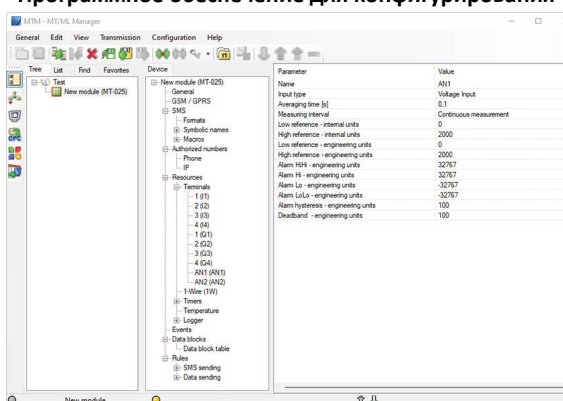 Программное обеспечение для конфигурирования
MTM - MT/ML Manager
General Edit View Transmission Configuration Help
Tree List Find Favorites
Test
New module (MT-025)
Device
New module (MT-025)
General
GSM / GPRS
SMS
Formats
Symbolic names
Macros
Authorized numbers
Phone
IP
Resources
Terminals
1 (I1)
2 (I2)
3 (I3)
4 (I4)
1 (Q1)
2 (Q2)
3 (Q3)
4 (Q4)
AN1 (AN1)
AN2 (AN2)
1-Wire (1W)
Timers
Temperature
Logger
Events
Data blocks
Data block table
Rules
SMS sending
Data sending
Parameter Value
Name AN1
Input type Voltage Input
Averaging time [s] 0,1
Measuring interval Continuous measurement
Low reference - internal units 0
High reference - internal units 2000
Low reference - engineering units 0
High reference - engineering units 2000
Alarm HiHi - engineering units 32767
Alarm Hi - engineering units 32767
Alarm Lo - engineering units -32767
Alarm LoLo - engineering units -32767
Alarm hysteresis - engineering units 100
Deadband - engineering units 100
New module